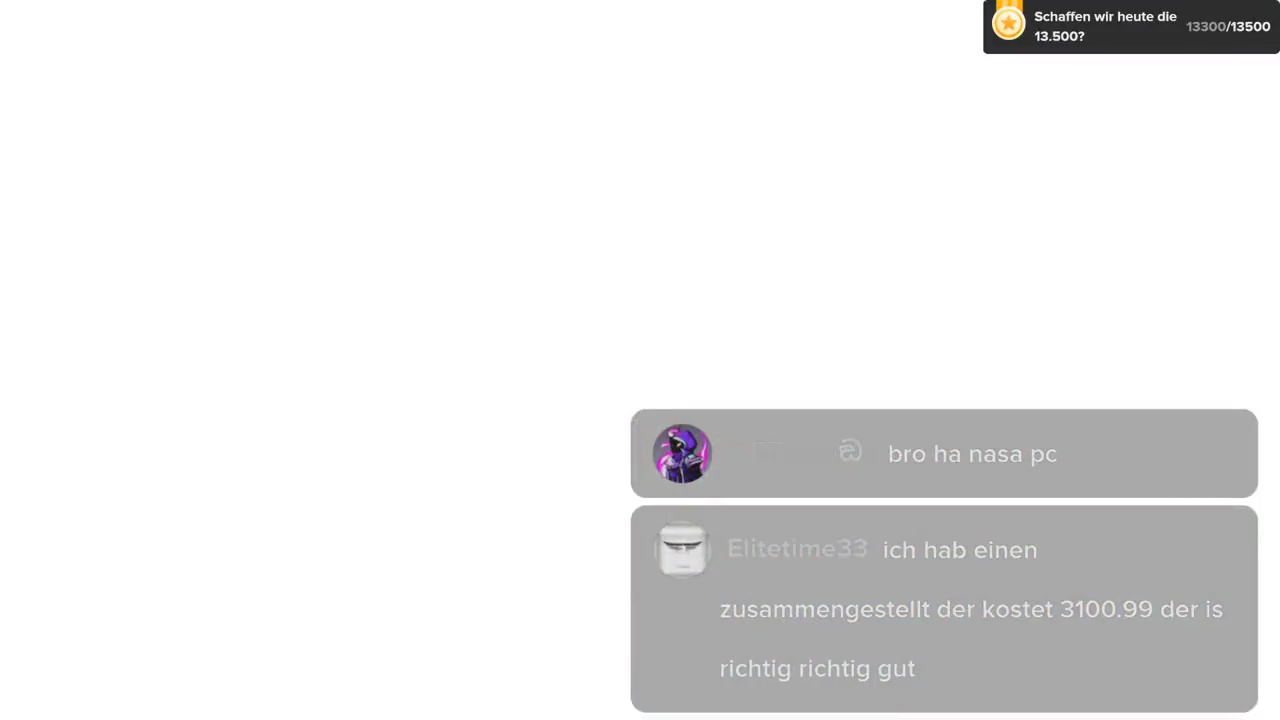 Schaffen wir heute die
13.500?
13300/13500
bro ha nasa pc
Elitetime33 ich hab einen
zusammengestellt der kostet 3100.99 der is
richtig richtig gut